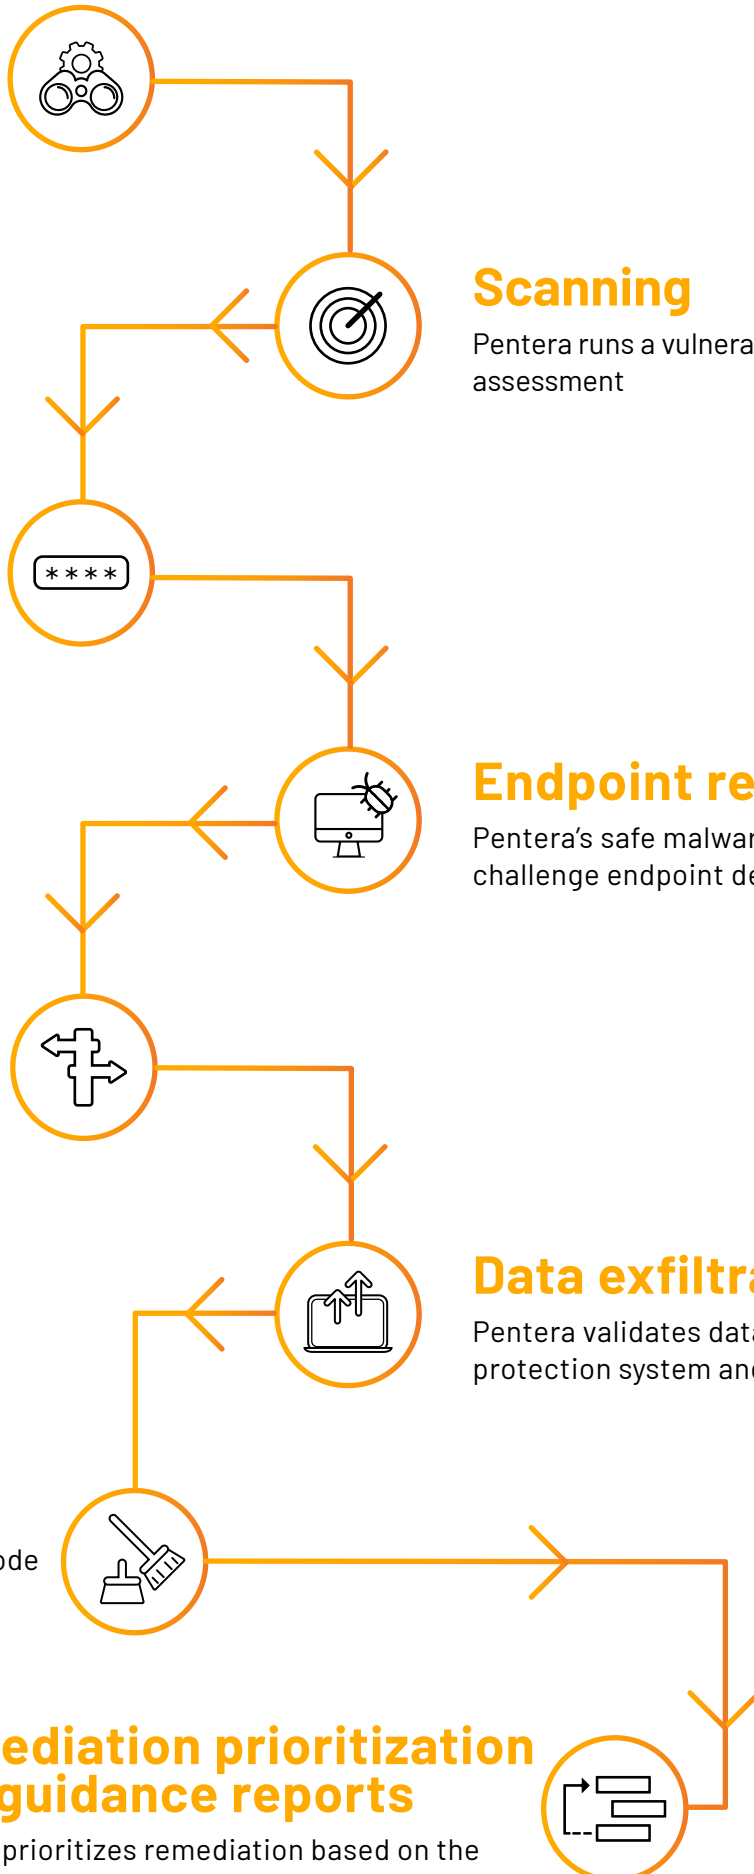 Scanning
Pentera runs a vulnera
assessment
****
Endpoint re
Pentera's safe malwar
challenge endpoint de
Data exfiltra
Pentera validates data
protection system and
ode
ediation prioritization
guidance reports
prioritizes remediation based on the